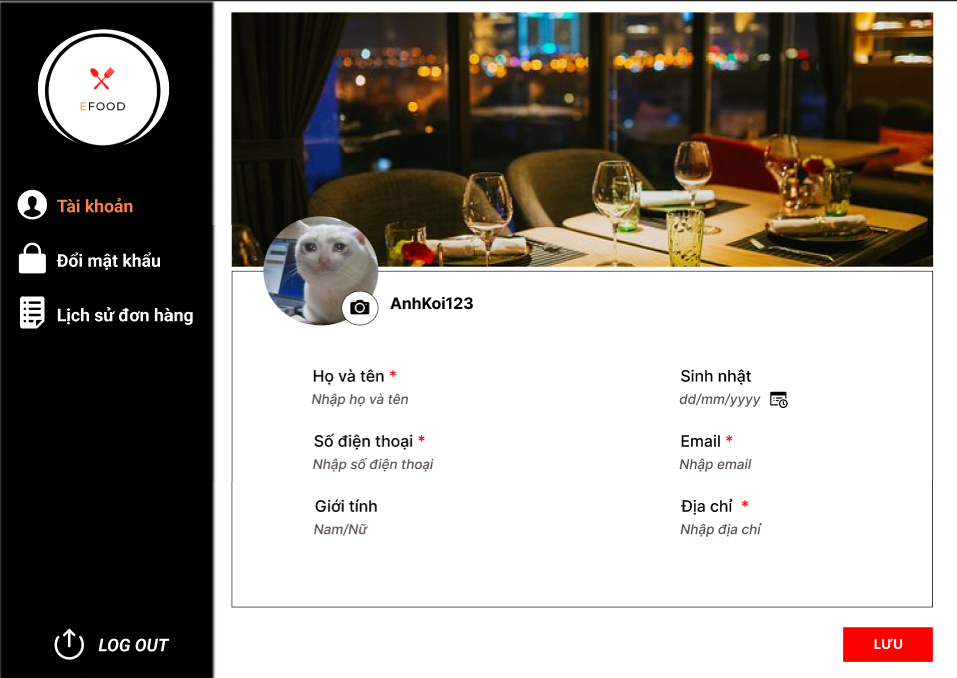 EFOOD
Tài khoản
Đổi mật khẩu
Lịch sử đơn hàng
LOG OUT
AnhKoi123
Họ và tên *
Nhập họ và tên
Sinh nhật
dd/mm/yyyy
Số điện thoại *
Nhập số điện thoại
Email *
Nhập email
Giới tính
Nam/Nữ
Địa chỉ *
Nhập địa chỉ
LƯU